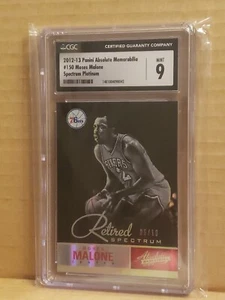 CGC
CERTIFIED GUARANTY COMPANY
2012-13 Panini Absolute Memorabilia
#150 Moses Malone
Spectrum Platinum
MINT
9
76ers
Retired
SPECTRUM
MALONE
Absolute